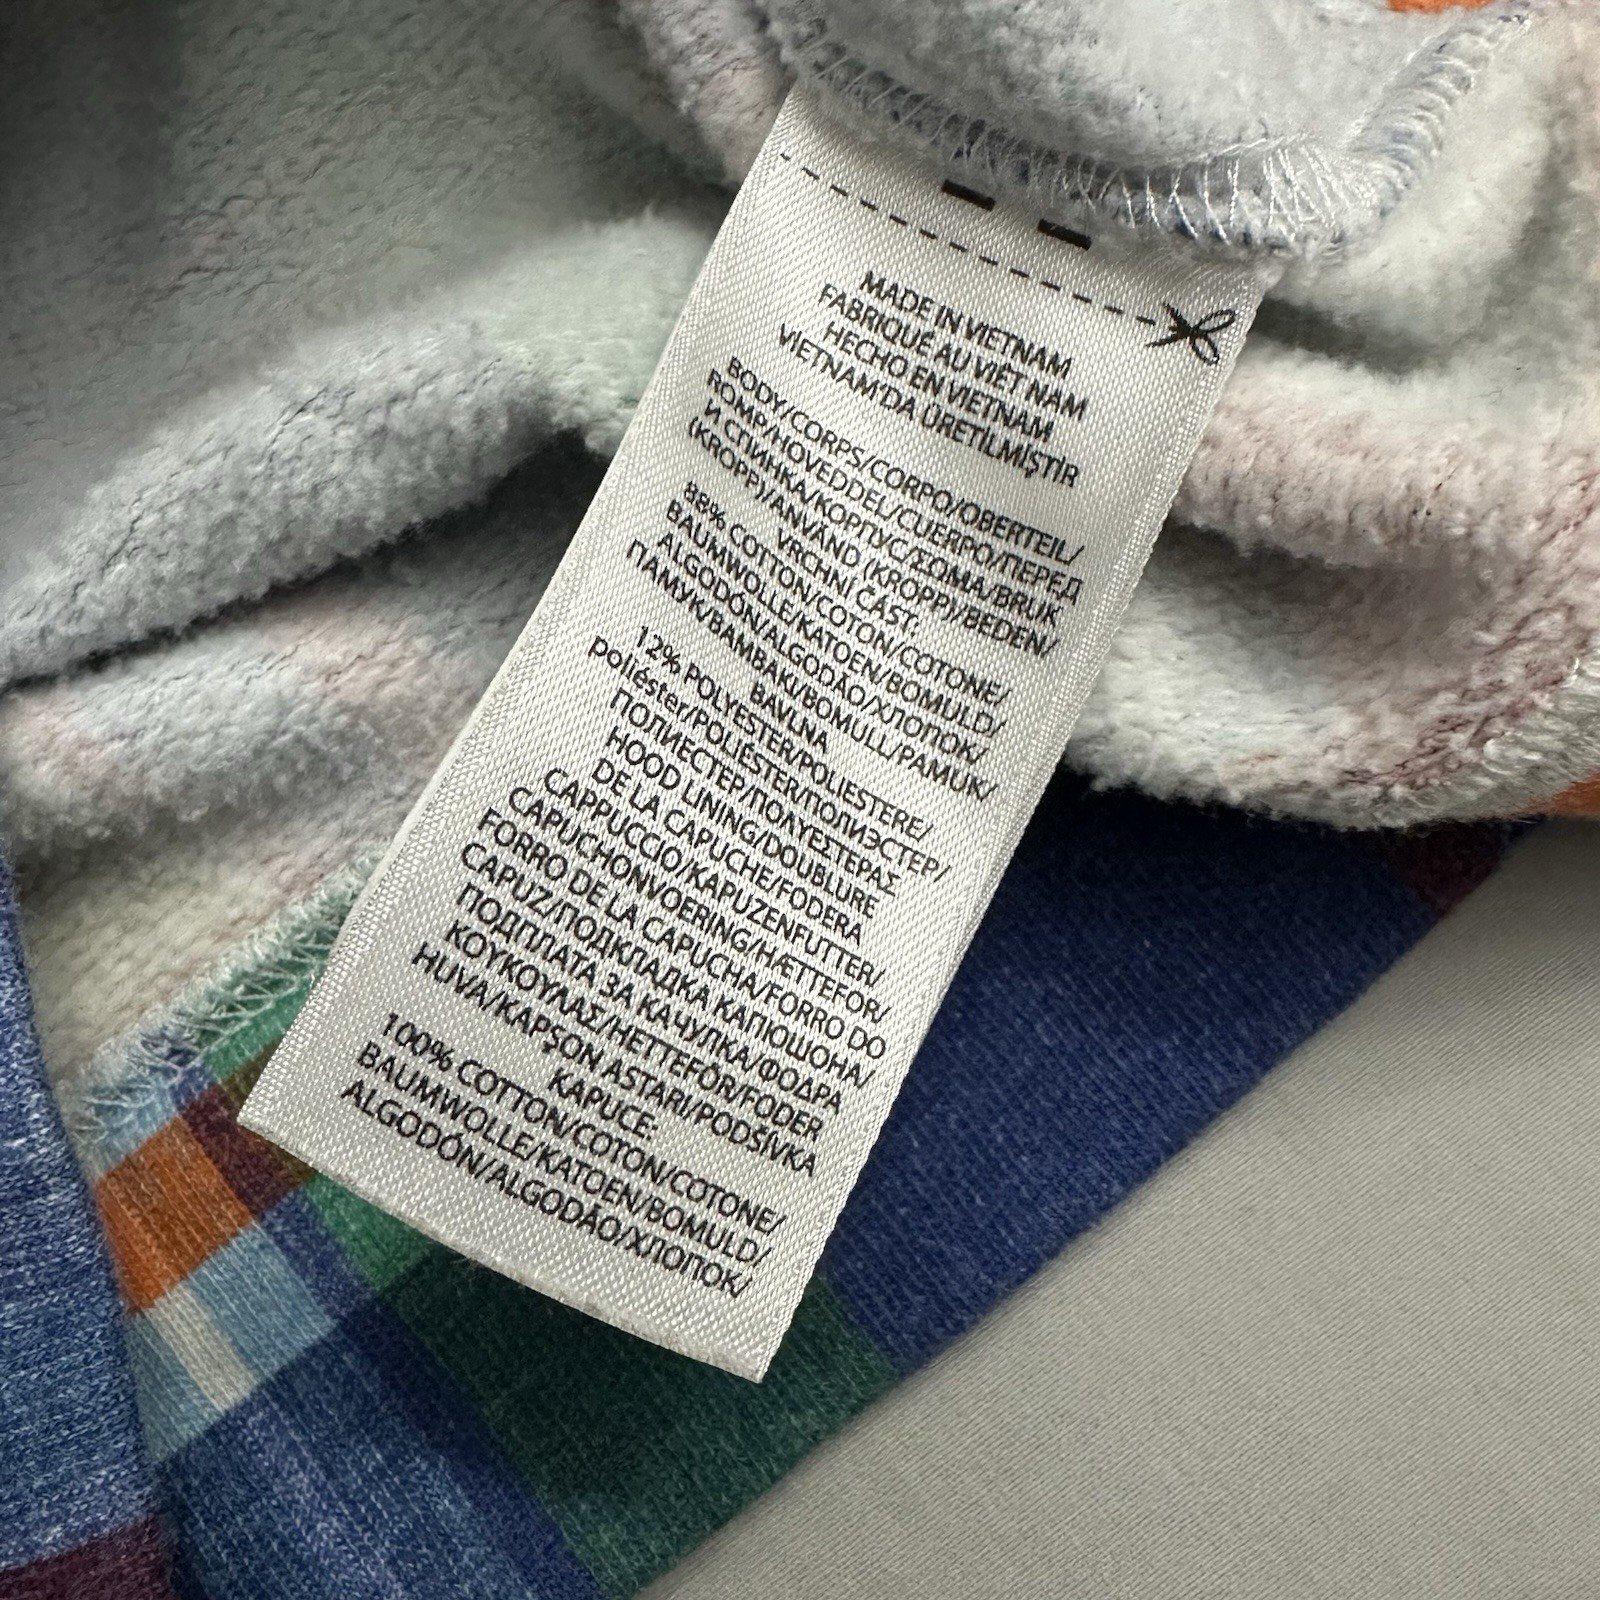 MADE IN VIETNAM
FABRIQUÉ AU VIÊT NAM
HECHO EN VIETNAM
VİETNAM'DA ÜRETILMIŞTIR
BODY/CORPS/CORPO/OBERTEIL/
ROMP/HOVEDDEL/CUERPO/ПЕРЕД
И СПИНКА/КОРПУС/ΣΩΜΑ/BRUK
(KROPP)/ANVÄND (KROPP)/BEDEN/
VRCHNÍ ČÁST:
88% COTTON/COTON/COTONE/
BAUMWOLLE/KATOEN/BOMULD/
ALGODÓN/ALGODÃO/ХЛОПОК/
ПАМУК/ΒΑΜΒΑΚΙ/BOMULL/PAMUK/
BAVLNA
12% POLYESTER/POLIESTERE/
poliéster/POLIÉSTER/ПОЛИЭСТЕР/
ПОЛИЕСТЕР/ΠΟΛΥΕΣΤΕΡΑΣ
HOOD LINING/DOUBLURE
DE LA CAPUCHE/FODERA
CAPPUCCIO/KAPUZENFUTTER/
CAPUCHONVOERING/HÆTTEFOR/
FORRO DE LA CAPUCHA/FORRO DO
CAPUZ/ПОДКЛАДКА КАПЮШОНА/
ПОДПЛАТА ЗА КАЧУЛКА/ΦΟΔΡΑ
ΚΟΥΚΟΥΛΑΣ/HETTEFÔR/FODER
HUVA/KAPŞON ASTARI/PODŠÍVKA
KAPUCE:
100% COTTON/COTON/COTONE/
BAUMWOLLE/KATOEN/BOMULD/
ALGODÓN/ALGODÃO/ХЛОПОК/